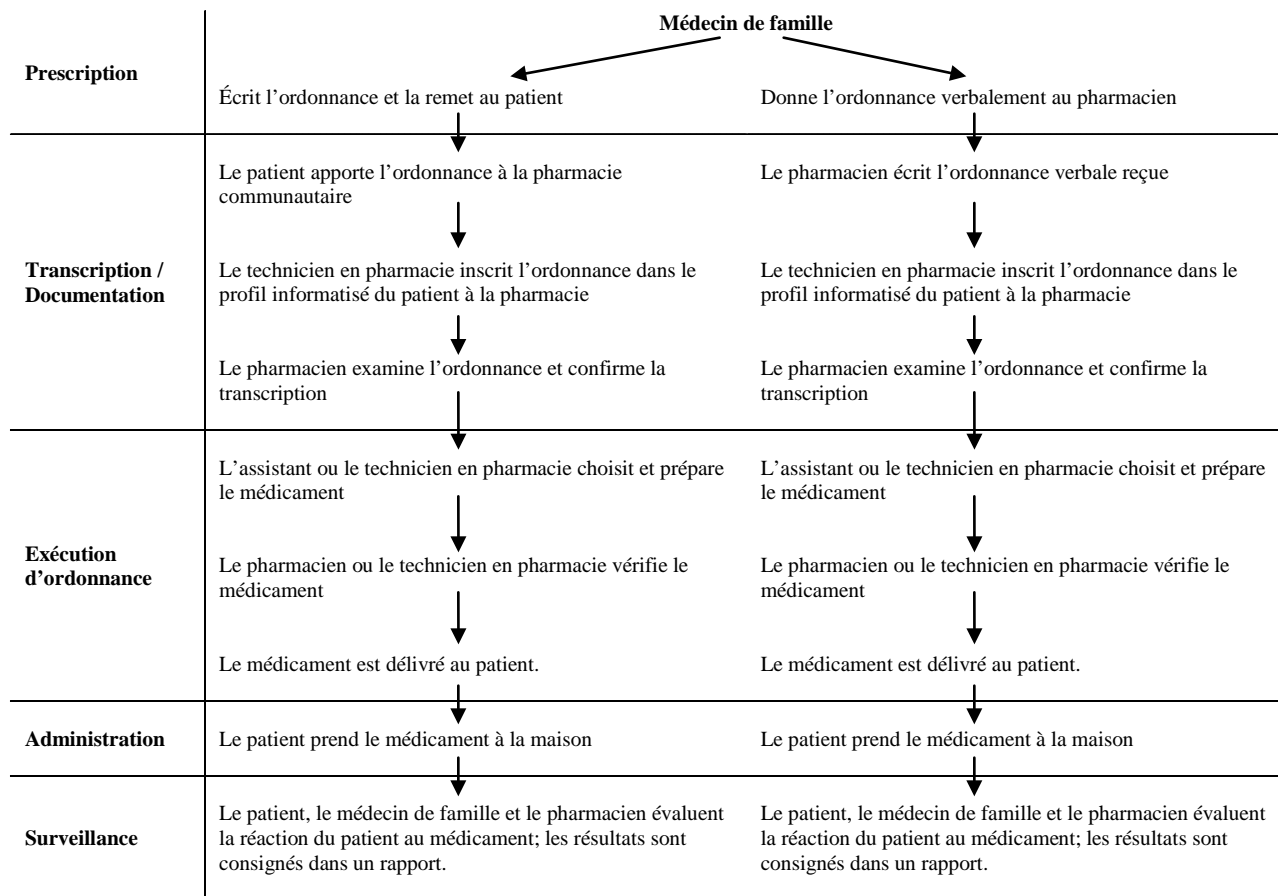 Médecin de famille
Prescription
Écrit l’ordonnance et la remet au patient
Donne l’ordonnance verbalement au pharmacien
Le patient apporte l’ordonnance à la pharmacie
communautaire
Le pharmacien écrit l’ordonnance verbale reçue
Transcription /
Documentation
Le technicien en pharmacie inscrit l’ordonnance dans le
profil informatisé du patient à la pharmacie
Le technicien en pharmacie inscrit l’ordonnance dans le
profil informatisé du patient à la pharmacie
Le pharmacien examine l’ordonnance et confirme la
transcription
Le pharmacien examine l’ordonnance et confirme la
transcription
L’assistant ou le technicien en pharmacie choisit et prépare
le médicament
L’assistant ou le technicien en pharmacie choisit et prépare
le médicament
Exécution
d’ordonnance
Le pharmacien ou le technicien en pharmacie vérifie le
médicament
Le pharmacien ou le technicien en pharmacie vérifie le
médicament
Le médicament est délivré au patient.
Le médicament est délivré au patient.
Administration
Le patient prend le médicament à la maison
Le patient prend le médicament à la maison
Surveillance
Le patient, le médecin de famille et le pharmacien évaluent
la réaction du patient au médicament; les résultats sont
consignés dans un rapport.
Le patient, le médecin de famille et le pharmacien évaluent
la réaction du patient au médicament; les résultats sont
consignés dans un rapport.